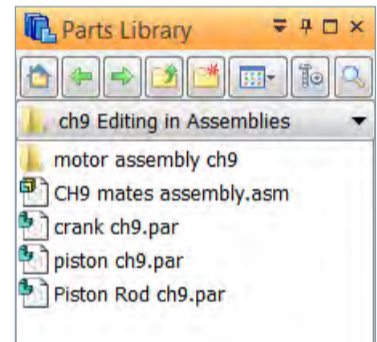 Parts Library
ch9 Editing in Assemblies
motor assembly ch9
CH9 mates assembly.asm
crank ch9.par
piston ch9.par
Piston Rod ch9.par